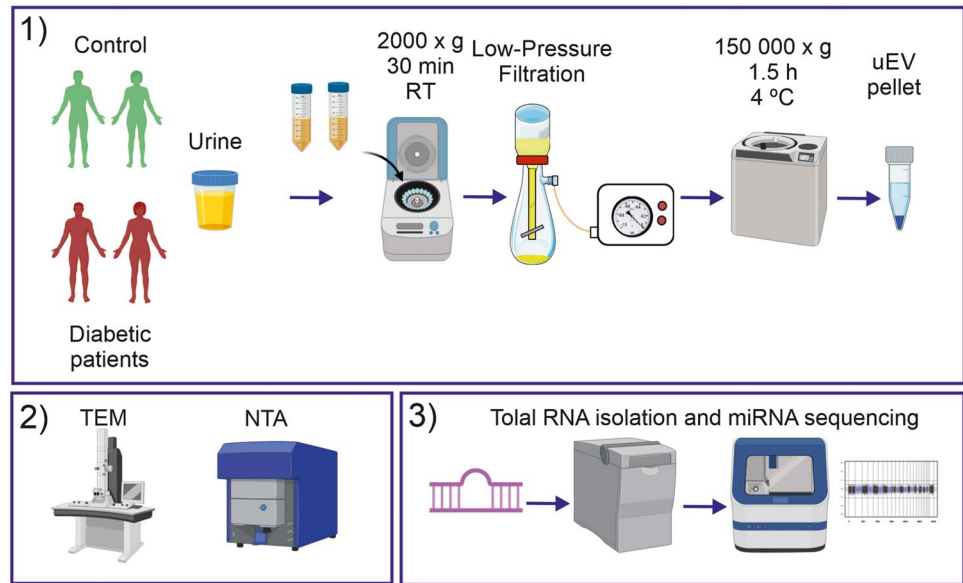 1)
Control
Urine
Diabetic
patients
2000 x g
30 min
RT
Low-Pressure
Filtration
150 000 x g
1.5 h
4 ºC
uEV
pellet
2)
TEM
NTA
3)
Tolal RNA isolation and miRNA sequencing